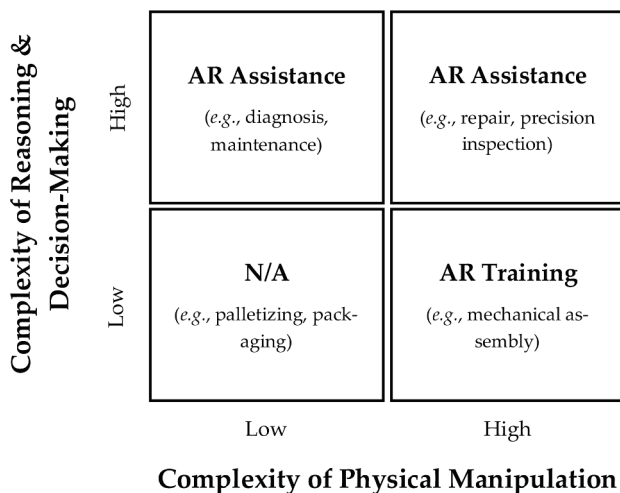 Complexity of Reasoning &
Decision-Making
High
AR Assistance
(e.g., diagnosis,
maintenance)
AR Assistance
(e.g., repair, precision
inspection)
Low
N/A
(e.g., palletizing, pack-
aging)
AR Training
(e.g., mechanical as-
sembly)
Low
High
Complexity of Physical Manipulation